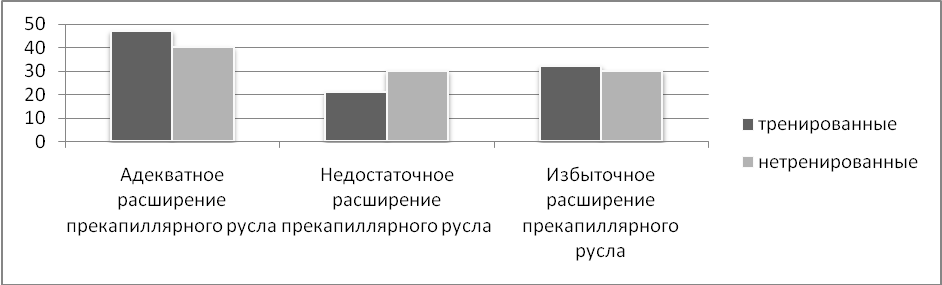 50
40
30
20
10
0
Адекватное
расширение
прекапиллярного русла
Недостаточное
расширение
прекапиллярного русла
Избыточное
расширение
прекапиллярного
русла
тренированные
нетренированные